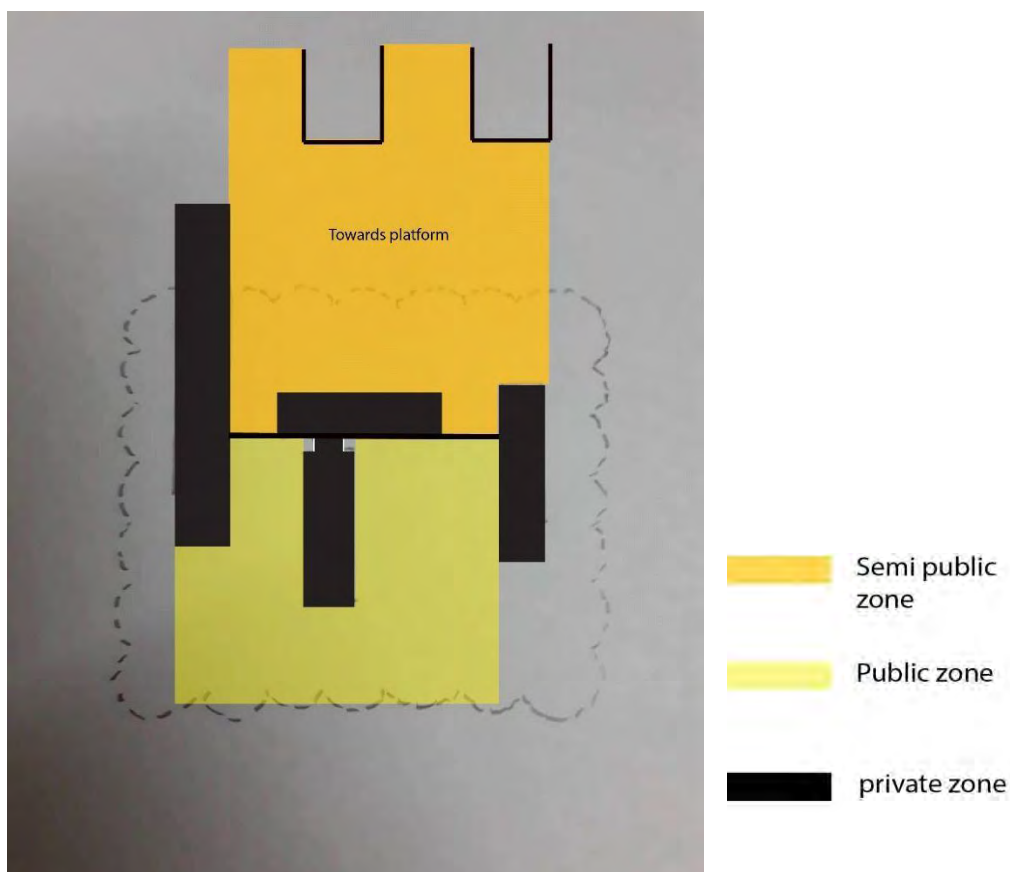 Towards platform
Semi public
zone
Public zone
private zone